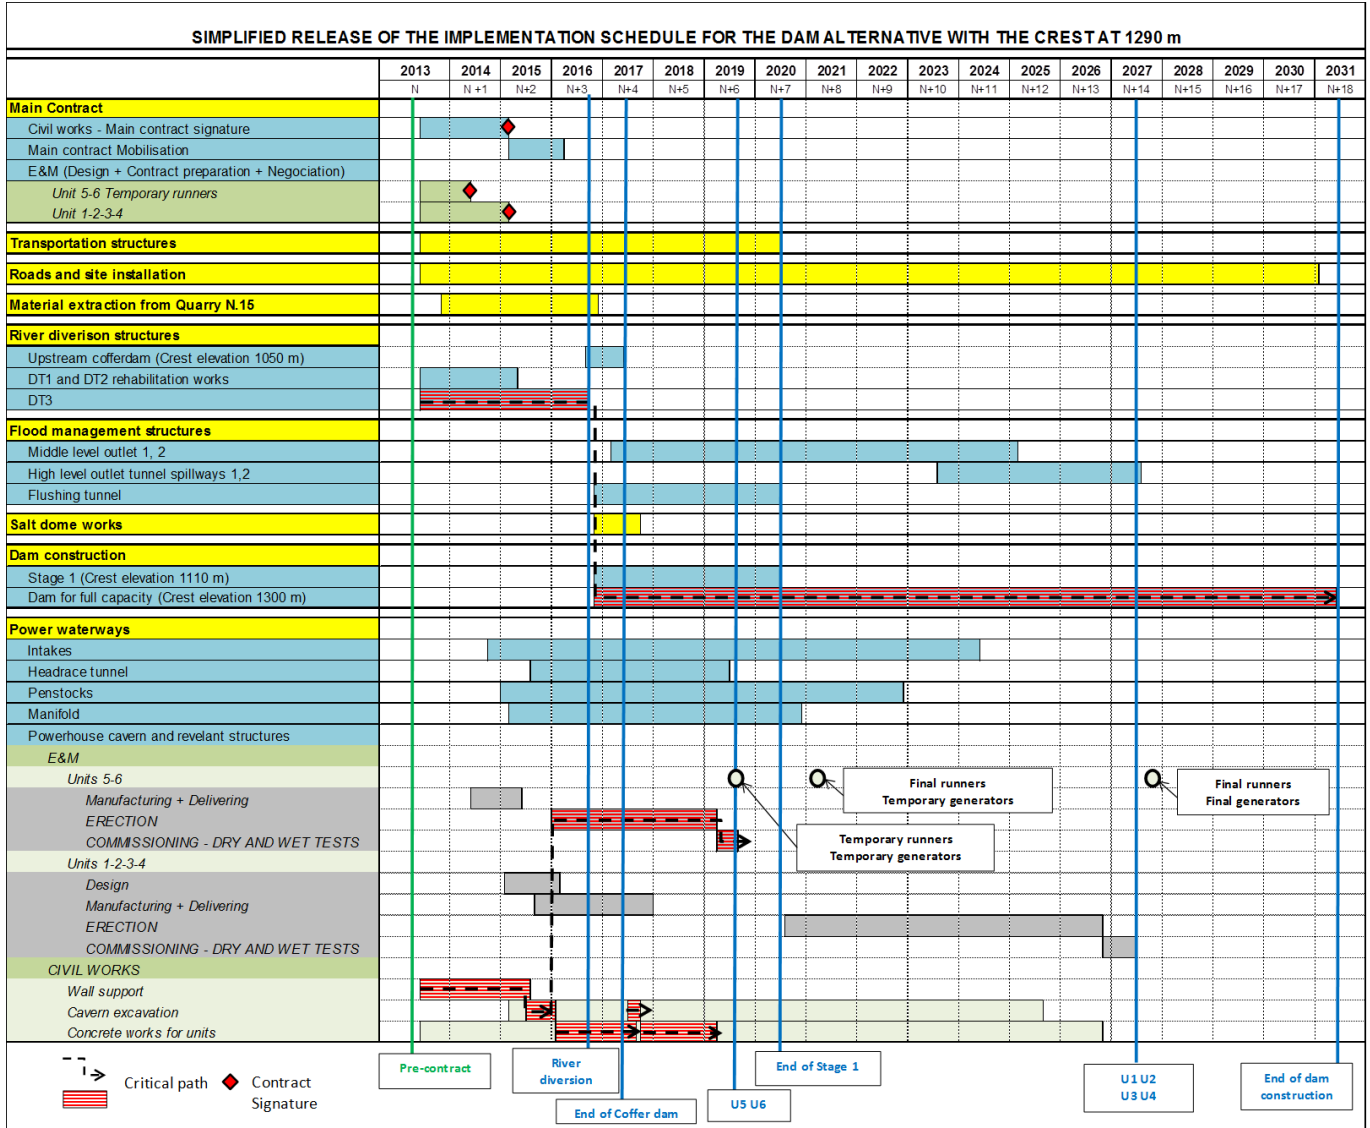 SIMPLIFIED RELEASE OF THE IMPLEMENTATION SCHEDULE FOR THE DAM ALTERNATIVE WITH THE CREST AT 1290 m
2013 2014 2015 2016 2017 2018 2019 2020 2021 2022 2023 2024 2025 2026 2027 2028 2029 2030 2031
N N +1 N+2 N+3 N+4 N+5 N+6 N+7 N+8 N+9 N+10 N+11 N+12 N+13 N+14 N+15 N+16 N+17 N+18
Main Contract
Civil works - Main contract signature
Main contract Mobilisation
E&M (Design + Contract preparation + Negociation)
Unit 5-6 Temporary runners
Unit 1-2-3-4
Transportation structures
Roads and site installation
Material extraction from Quarry N.15
River diverison structures
Upstream cofferdam (Crest elevation 1050 m)
DT1 and DT2 rehabilitation works
DT3
Flood management structures
Middle level outlet 1, 2
High level outlet tunnel spillways 1,2
Flushing tunnel
Salt dome works
Dam construction
Stage 1 (Crest elevation 1110 m)
Dam for full capacity (Crest elevation 1300 m)
Power waterways
Intakes
Headrace tunnel
Penstocks
Manifold
Powerhouse cavern and revelant structures
E&M
Units 5-6
Final runners
Temporary generators
Final runners
Final generators
Manufacturing + Delivering
ERECTION
Temporary runners
Temporary generators
COMMISSIONING - DRY AND WET TESTS
Units 1-2-3-4
Design
Manufacturing + Delivering
ERECTION
COMMISSIONING - DRY AND WET TESTS
CIVIL WORKS
Wall support
Cavern excavation
Concrete works for units
Critical path
Contract
Signature
Pre-contract
River
diversion
End of Coffer dam
U5 U6
End of Stage 1
U1 U2
U3 U4
End of dam
construction